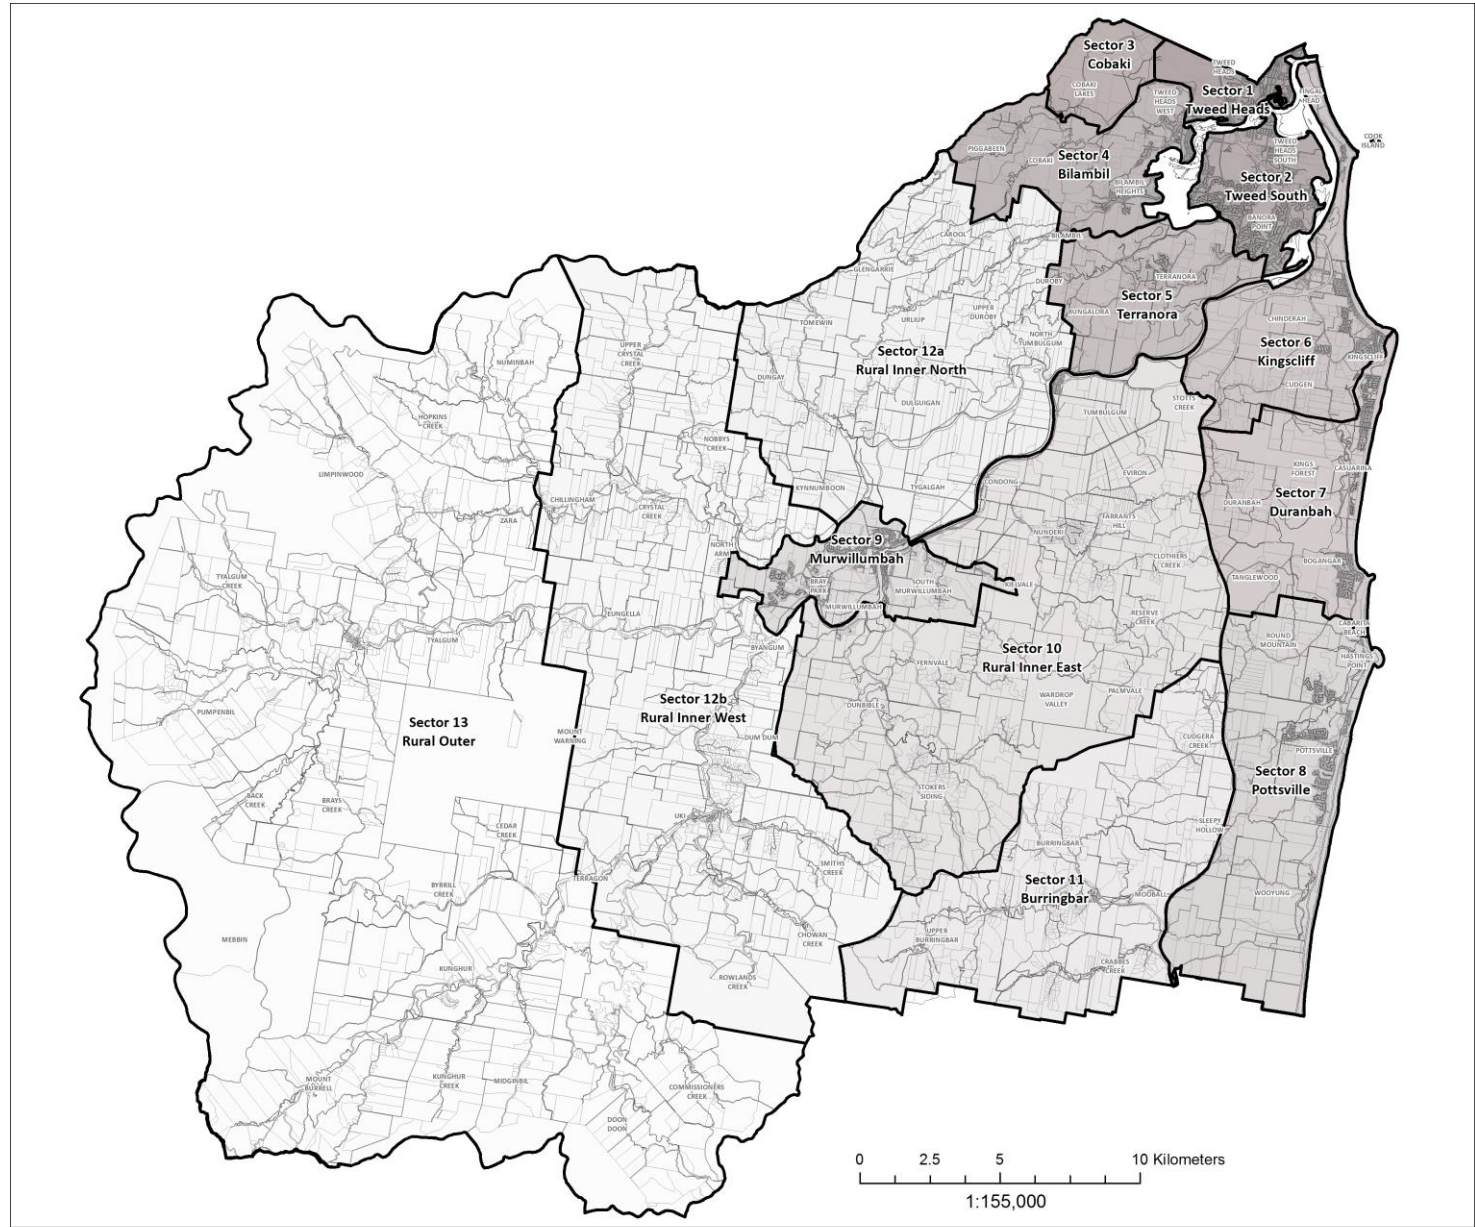 Sector 3
Cobaki
COBAKI
LAKES
TWEED
HEADS
Sector 1
Tweed Heads
TWEED
HEADS
WEST
FINGAL
HEAD
COOK
ISLAND
PIGGABEEN
COBAKI
Sector 4
Bilambil
BILAMBIL
HEIGHTS
TWEED
HEADS
SOUTH
Sector 2
Tweed South
BANORA
POINT
CAROOL
BILAMBIL
GLENGARRIE
DUROBY
TERRANORA
Sector 5
Terranora
BUNGALORA
TOMEWIN
URLIUP
UPPER
DUROBY
NORTH
TUMBULGUM
CHINDERAH
Sector 6
Kingscliff
KINGSCLIFF
CUDGEN
Sector 12a
Rural Inner North
DUNGAY
DULGUIGAN
UPPER
CRYSTAL
CREEK
NUMINBAH
HOPKINS
CREEK
LIMPINWOOD
NOBBYS
CREEK
TUMBULGUM
STOTTS
CREEK
EVIRON
KYNNUMBOON
TYGALGAH
CONDONG
KINGS
FOREST
CASUARINA
Sector 7
Duranbah
DURANBAH
CHILLINGHAM
CRYSTAL
CREEK
ZARA
NUNDERI
FARRANTS
HILL
CLOTHIERS
CREEK
NORTH
ARM
Sector 9
Murwillumbah
BRAY
PARK
SOUTH
MURWILLUMBAH
MURWILLUMBAH
KIELVALE
TANGLEWOOD
BOGANGAR
TYALGUM
CREEK
EUNGELLA
TYALGUM
BYANGUM
RESERVE
CREEK
ROUND
MOUNTAIN
CABARITA
BEACH
HASTINGS
POINT
Sector 10
Rural Inner East
FERNVALE
WARDROP
VALLEY
PALMVALE
DUNBIBLE
PUMPENBIL
Sector 13
Rural Outer
Sector 12b
Rural Inner West
MOUNT
WARNING
DUM DUM
CUDGERA
CREEK
POTTSVILLE
Sector 8
Pottsville
BACK
CREEK
BRAYS
CREEK
CEDAR
CREEK
UKI
STOKERS
SIDING
SLEEPY
HOLLOW
SMITHS
CREEK
BURRINGBAR
TERRAGON
BYRRILL
CREEK
Sector 11
Burringbar
MOOBALL
WOOYUNG
MEBBIN
CHOWAN
CREEK
UPPER
BURRINGBAR
CRABBES
CREEK
KUNGHUR
ROWLANDS
CREEK
MOUNT
BURRELL
KUNGHUR
CREEK
MIDGINBIL
COMMISSIONERS
CREEK
DOON
DOON
0 2.5 5 10 Kilometers
1:155,000